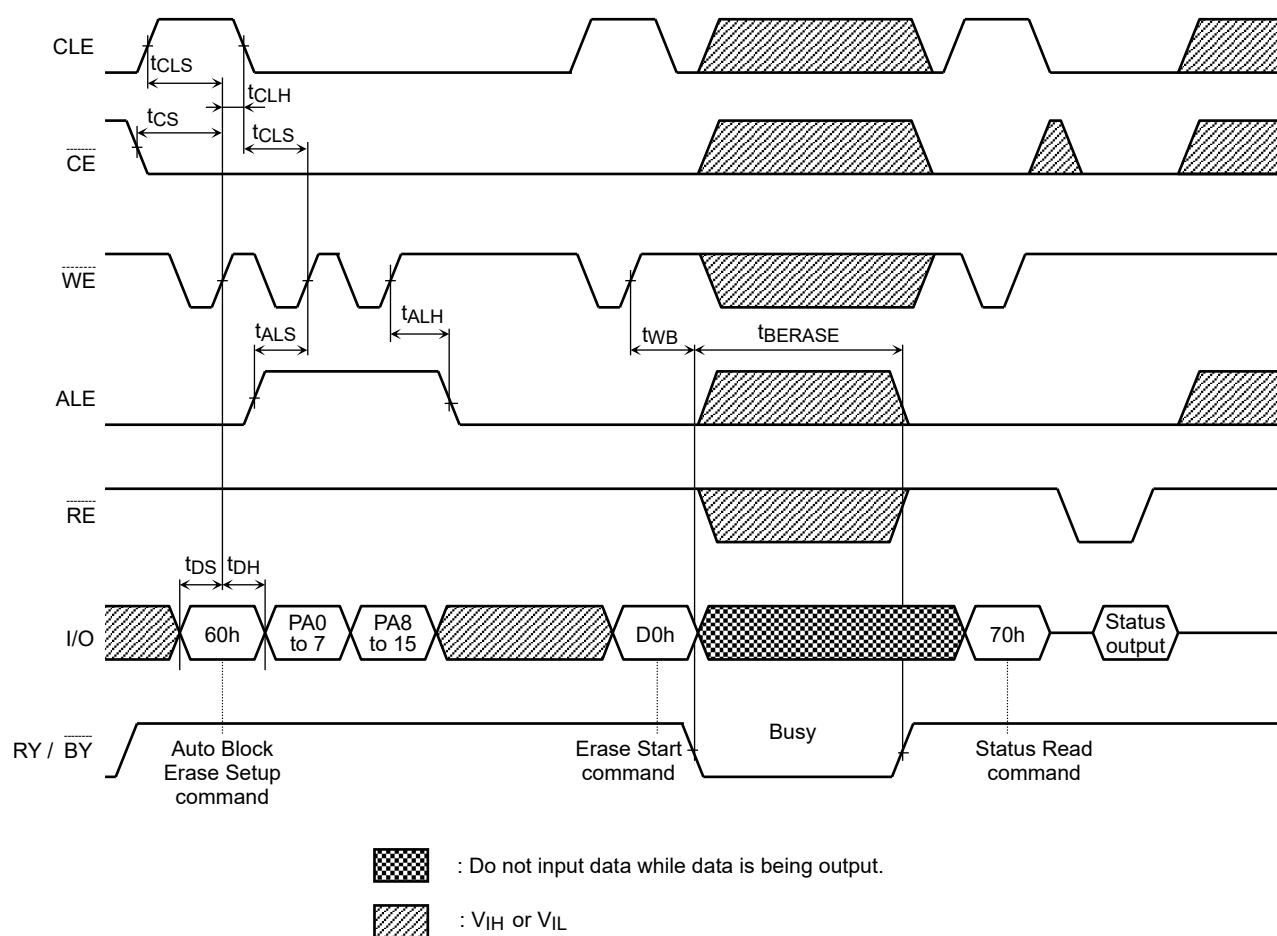 CLE
tCLS
tCLH
tCS
tCLS
CE
WE
tALS
tALH
tWB
tBERASE
ALE
RE
tDS
tDH
I/O
60h
PA0
to 7
PA8
to 15
D0h
70h
Status
output
RY / BY
Busy
Auto Block
Erase Setup
command
Erase Start
command
Status Read
command
: Do not input data while data is being output.
: VIH or VIL